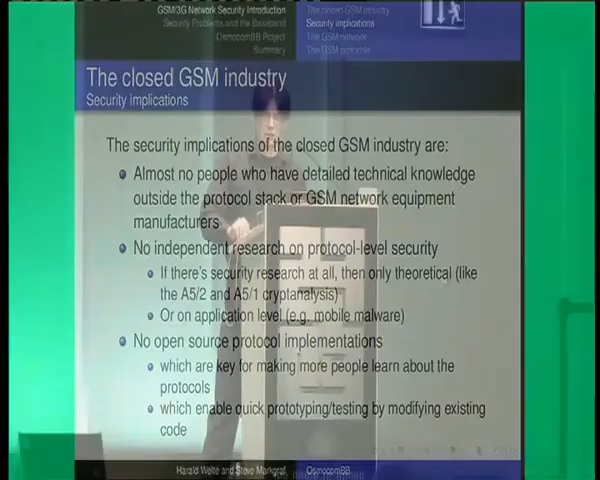 GSM/3G Network Security Introduction
Security Problems and the Baseband
OsmocomBB Project
Summary
The closed GSM industry
Security implications
The GSM network
The GSM protocols
The closed GSM industry
Security implications
The security implications of the closed GSM industry are:
Almost no people who have detailed technical knowledge
outside the protocol stack or GSM network equipment
manufacturers
No independent research on protocol-level security
If there's security research at all, then only theoretical (like
the A5/2 and A5/1 cryptanalysis)
Or on application level (e.g. mobile malware)
No open source protocol implementations
which are key for making more people learn about the
protocols
which enable quick prototyping/testing by modifying existing
code
Harald Welte and Steve Markgraf
OsmocomBB